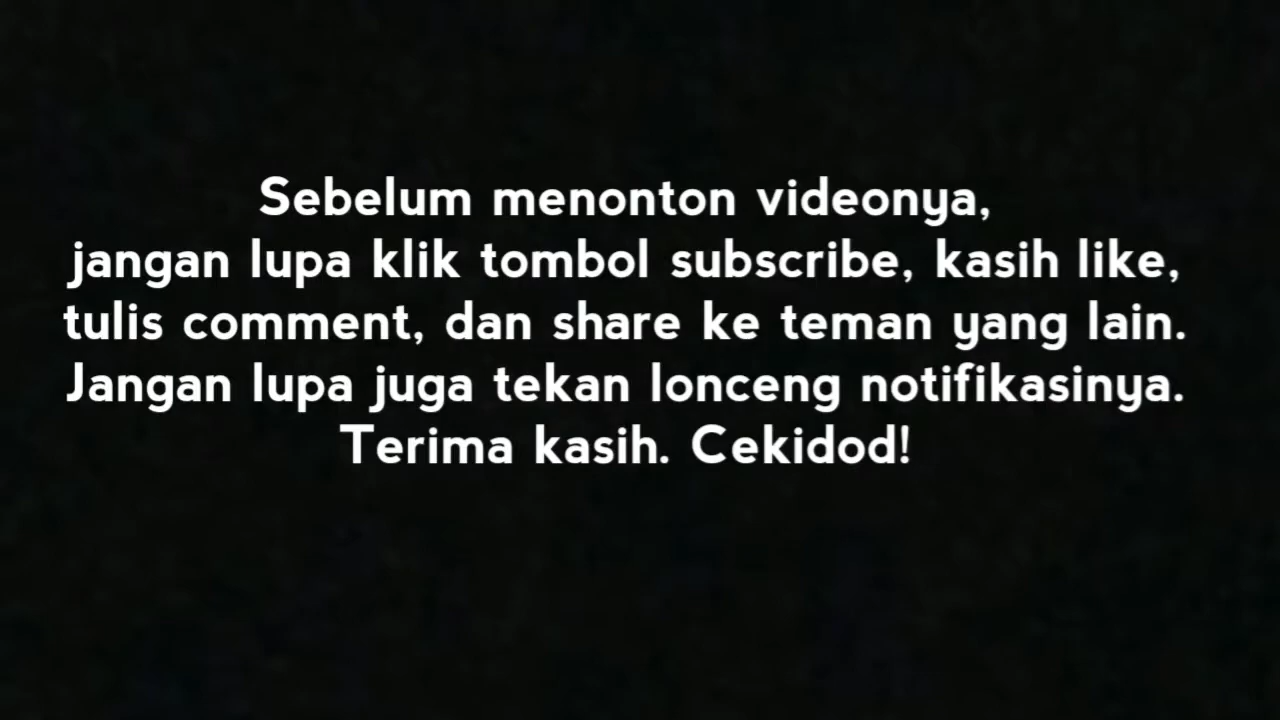 Sebelum menonton videonya,
jangan lupa klik tombol subscribe, kasih like,
tulis comment, dan share ke teman yang lain.
Jangan lupa juga tekan lonceng notifikasinya.
Terima kasih. Cekidod!